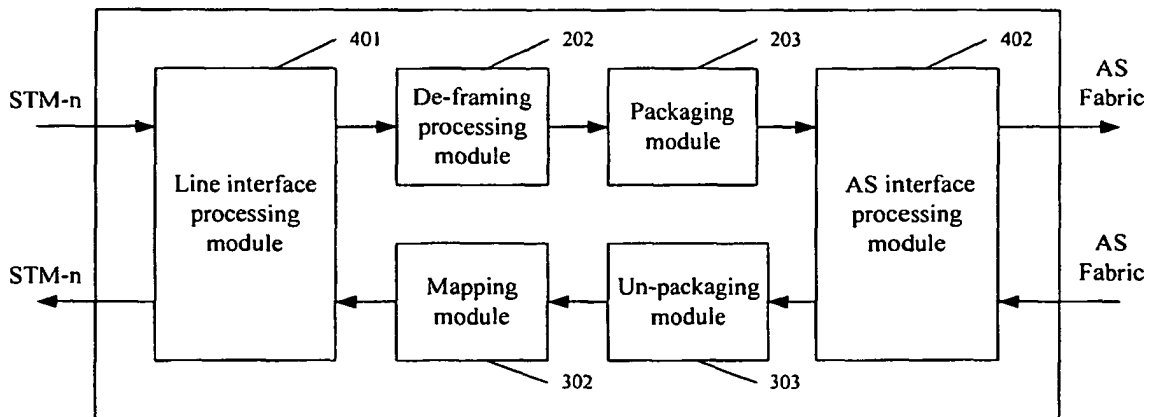 401
202
203
402
STM-n
De-framing
processing
module
Packaging
module
AS
Fabric
Line interface
processing
module
AS interface
processing
module
STM-n
Mapping
module
Un-packaging
module
AS
Fabric
302
303